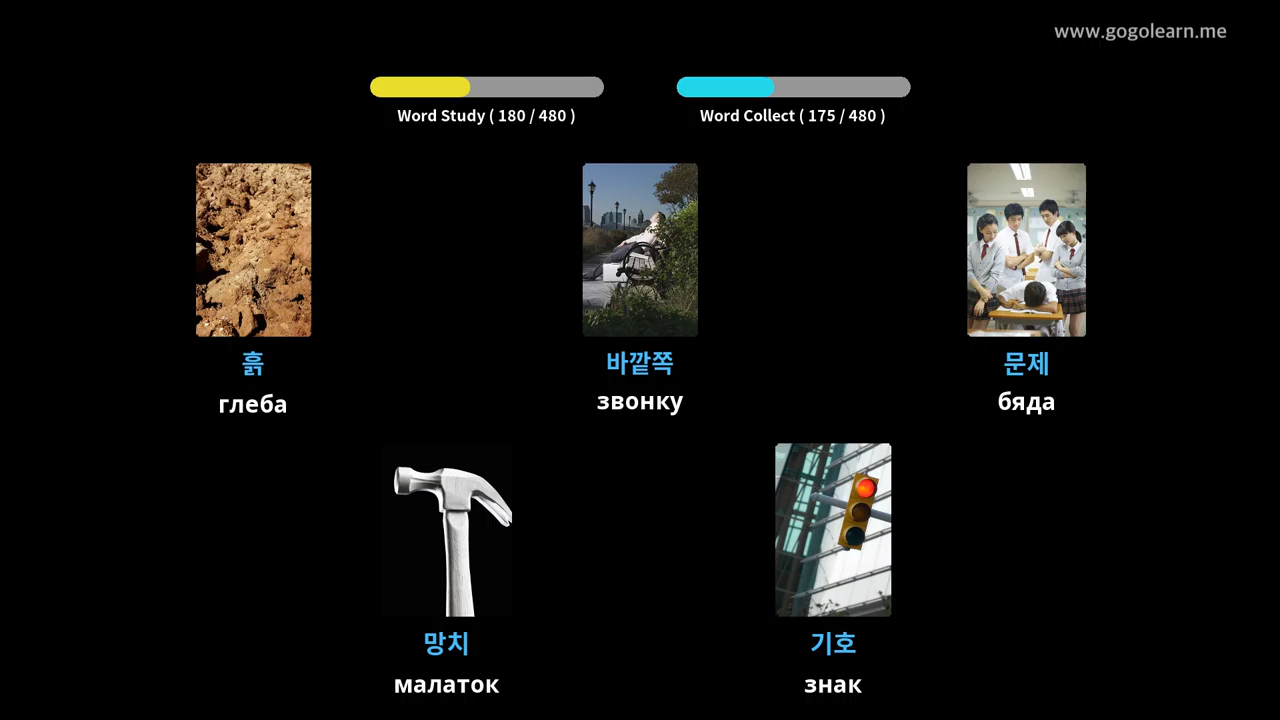 www.gogolearn.me
Word Study ( 180 / 480 )
Word Collect ( 175 / 480 )
흙
глеба
바깥쪽
звонку
문제
бяда
망치
малаток
기호
знак